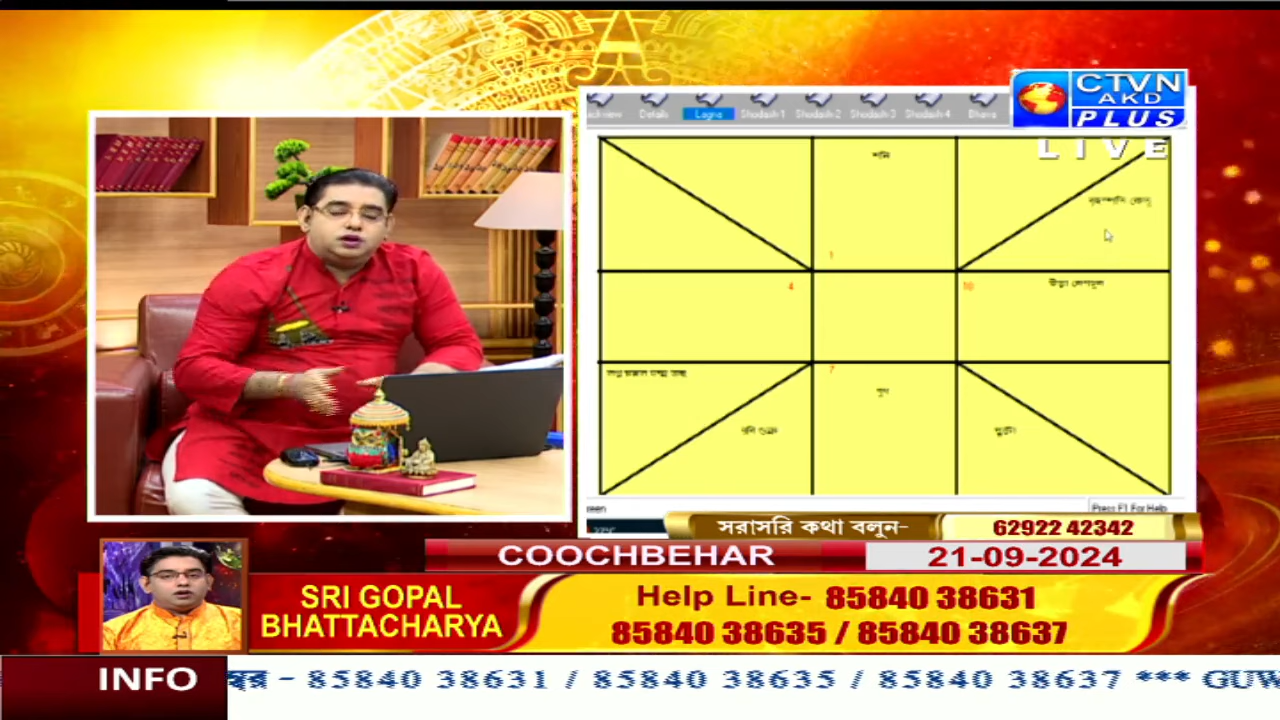 CTVN
AKD
PLUS
LIVE
Details
Lagna
Shodash-1
Shodash-2
Shodash-3
Shodash-4
Bhava
শনি
1
4
10
7
বুধ
রবি শুক্র
Press F1 For Help
সরাসরি কথা বলুন-
62922 42342
COOCHBEHAR
21-09-2024
SRI GOPAL
BHATTACHARYA
Help Line- 85840 38631
85840 38635 / 85840 38637
INFO
- 85840 38631 / 85840 38635 / 85840 38637 *** GUW